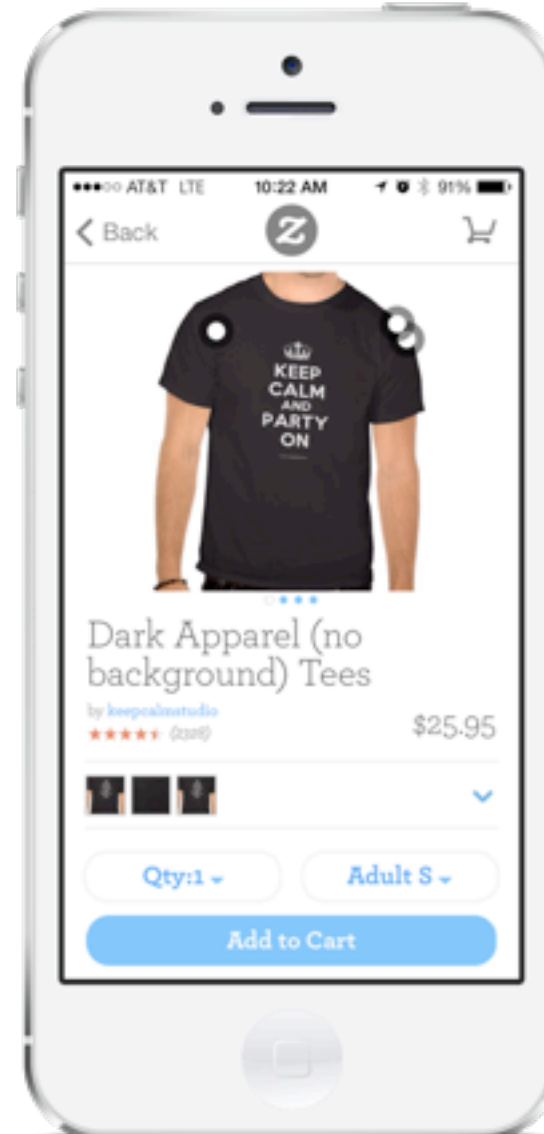 AT&T LTE 10:22 AM 91%
Back
Z
KEEP
CALM
AND
PARTY
ON
Dark Apparel (no
background) Tees
by keepcalmstudio
(2328)
$25.95
Qty:1 Adult S
Add to Cart